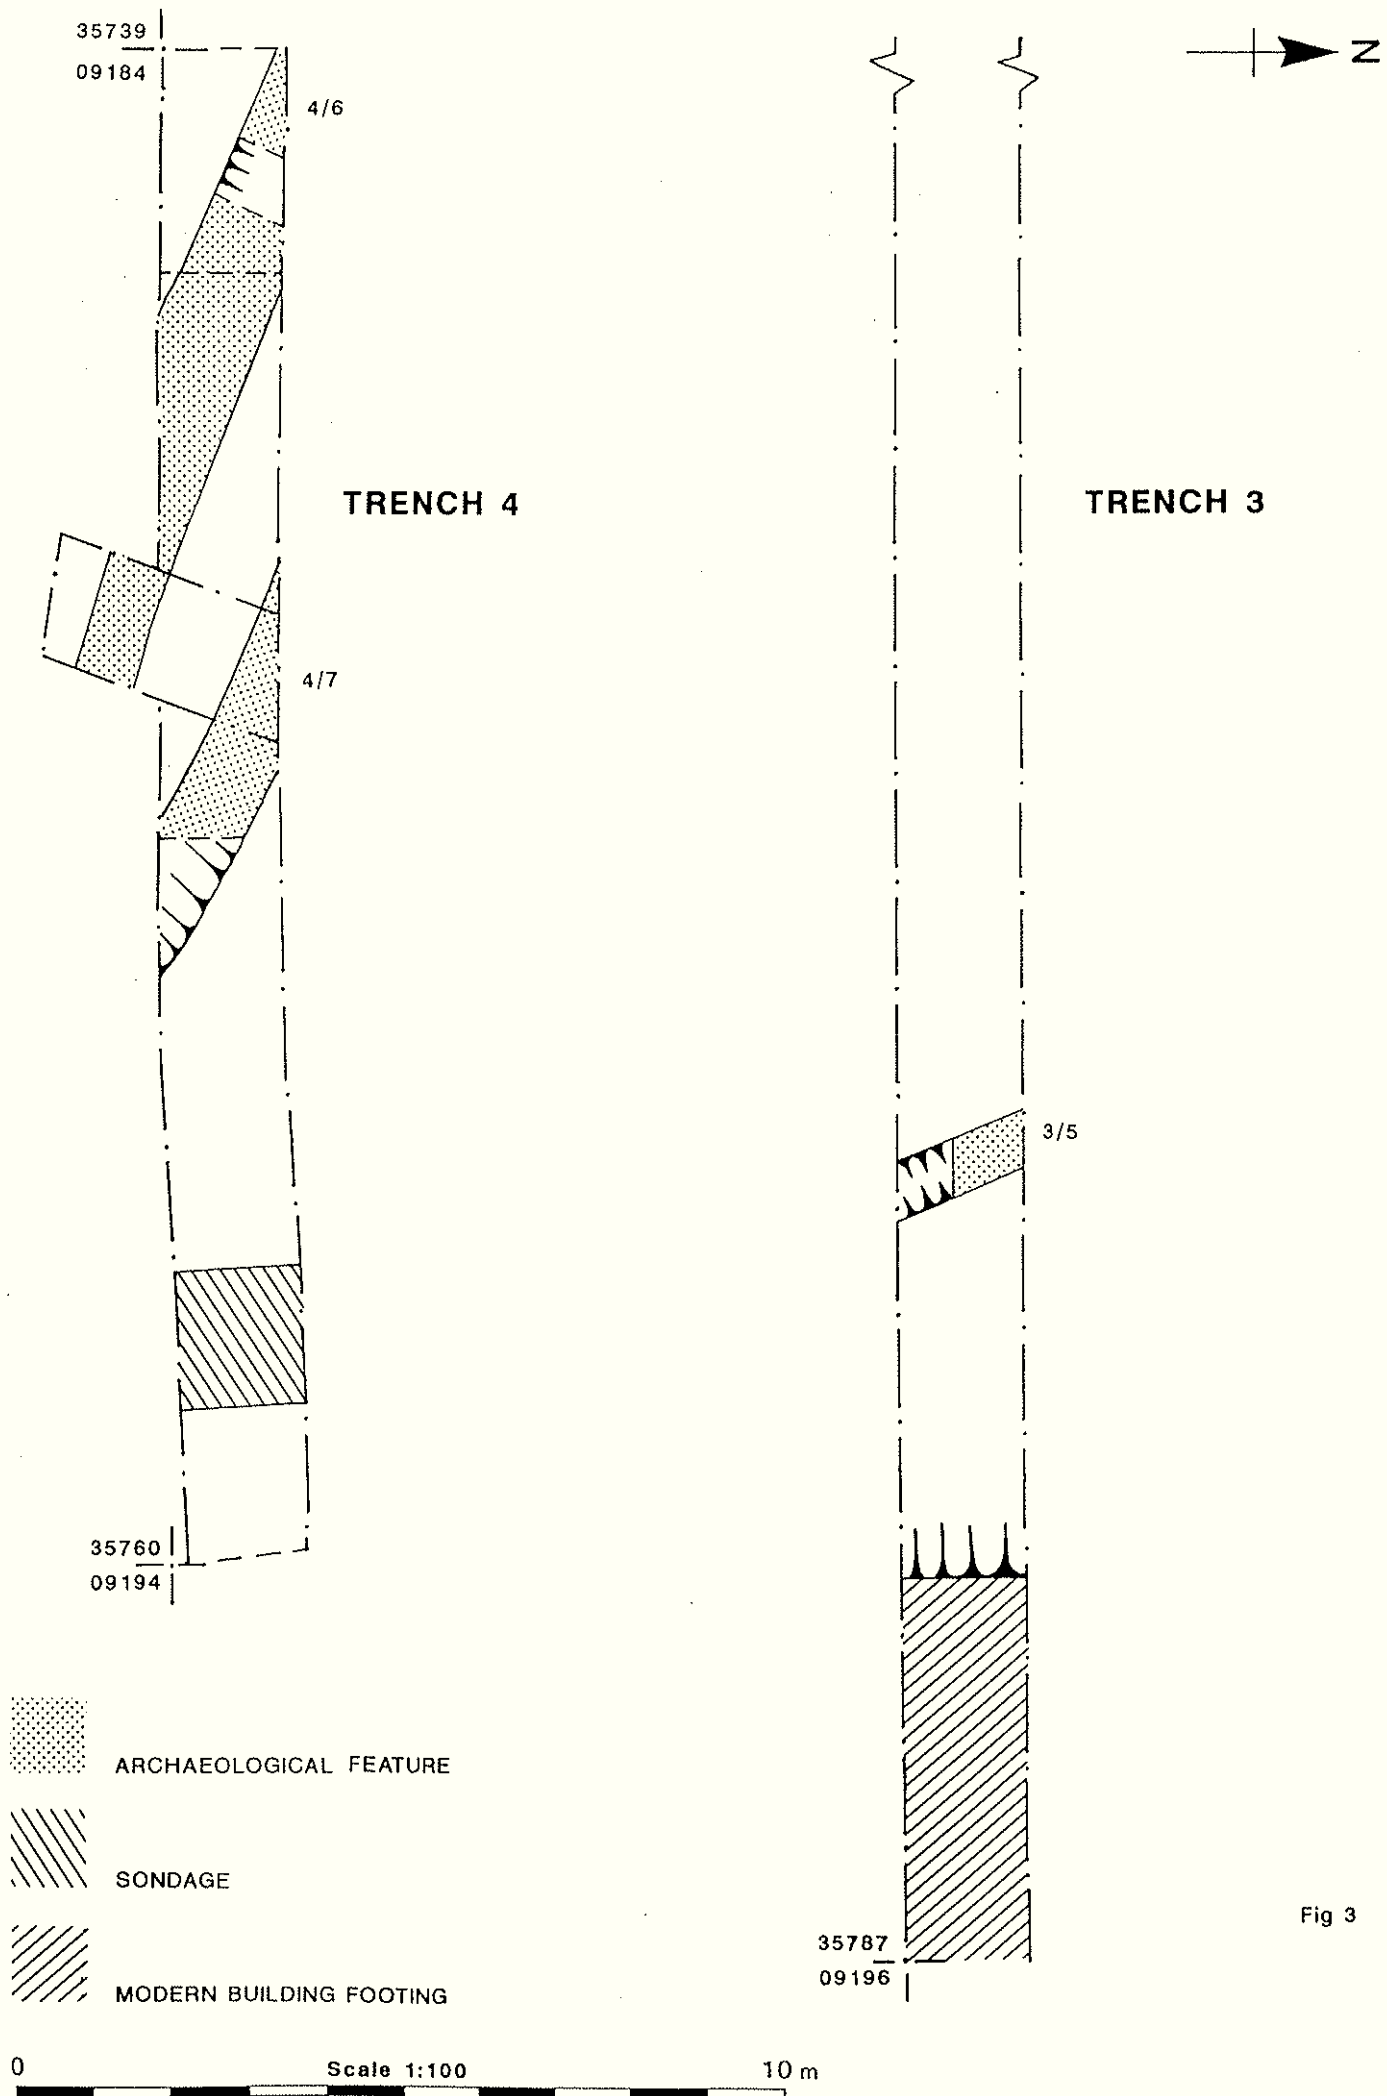 35739
09184
4/6
N
TRENCH 4
TRENCH 3
4/7
3/5
35760
09194
ARCHAEOLOGICAL FEATURE
SONDAGE
MODERN BUILDING FOOTING
35787
09196
Fig 3
0 Scale 1:100 10 m